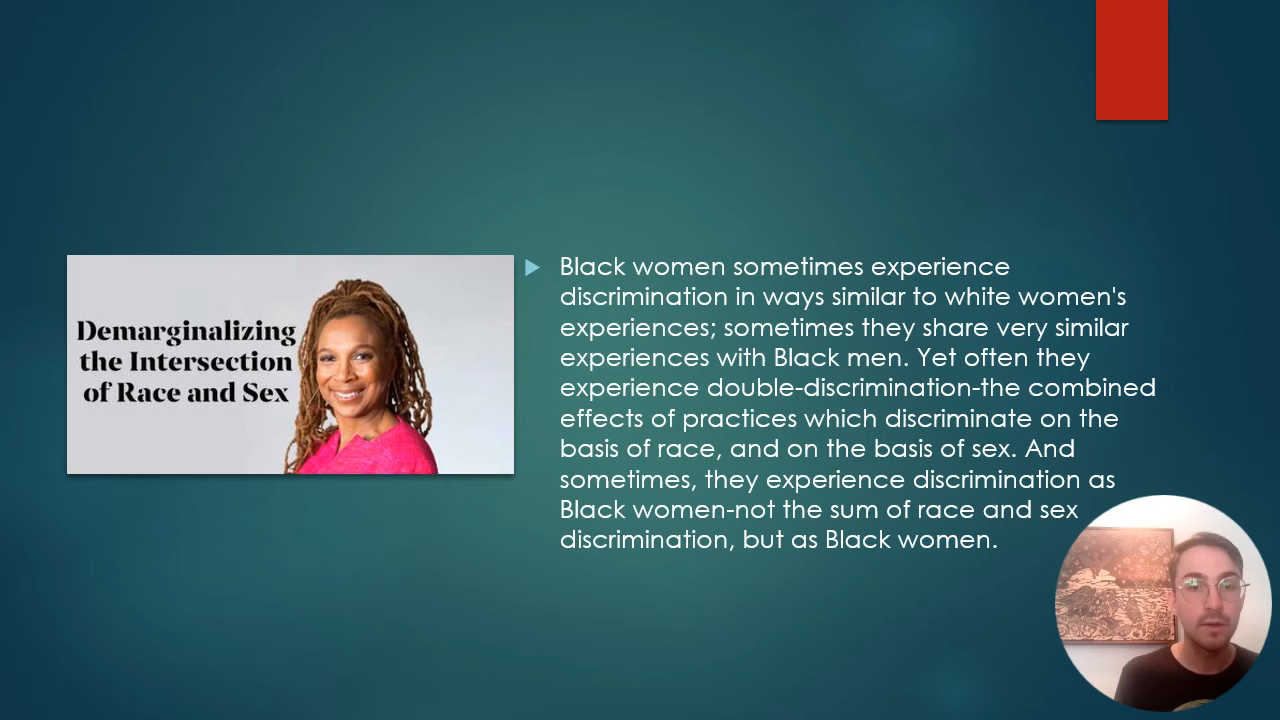 Demarginalizing
the Intersection
of Race and Sex
Black women sometimes experience
discrimination in ways similar to white women's
experiences; sometimes they share very similar
experiences with Black men. Yet often they
experience double-discrimination-the combined
effects of practices which discriminate on the
basis of race, and on the basis of sex. And
sometimes, they experience discrimination as
Black women-not the sum of race and sex
discrimination, but as Black women.